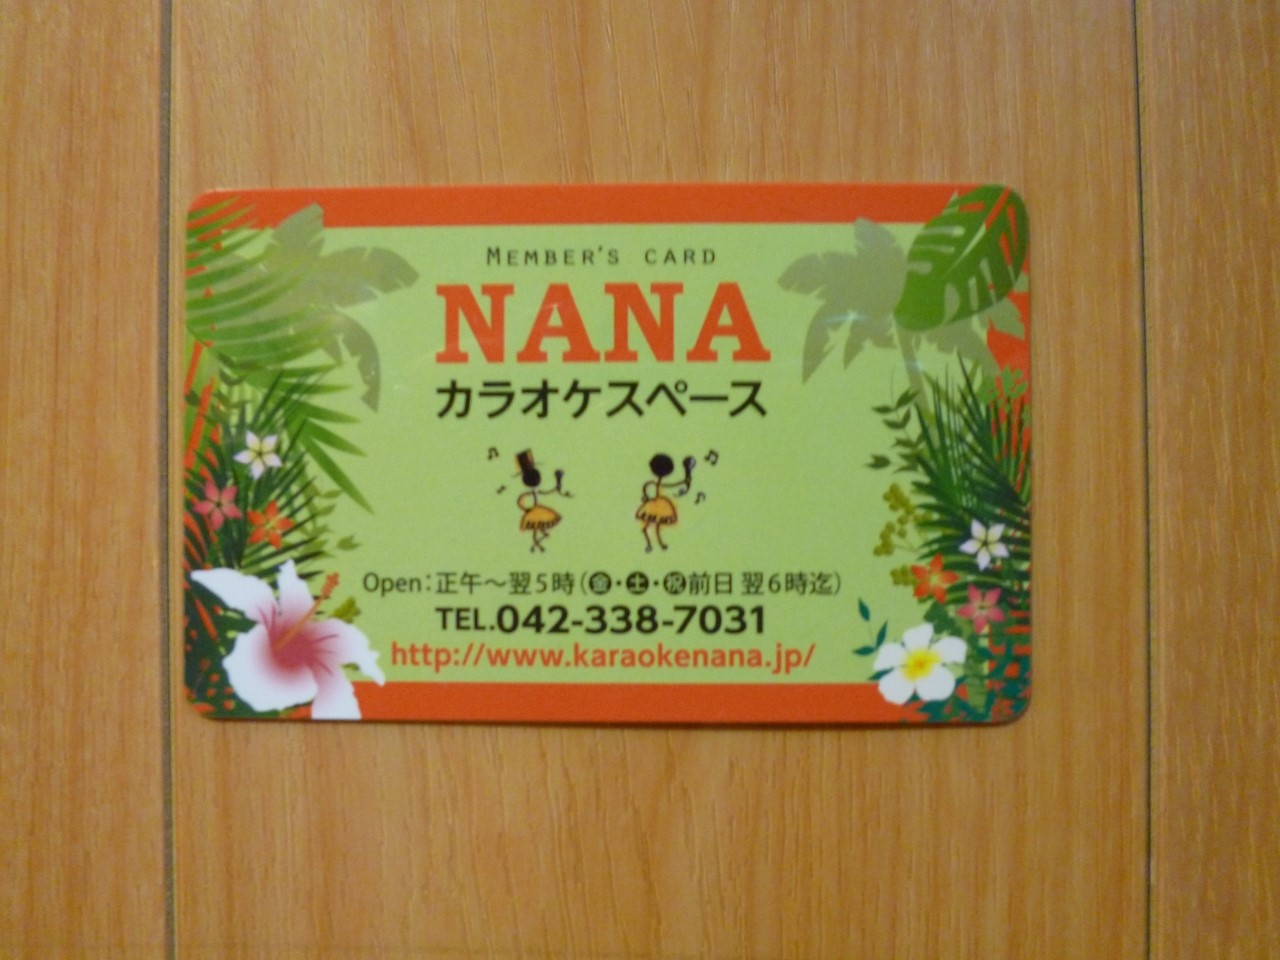 MEMBER'S CARD
NANA
カラオケスペース
Open：正午～翌5時（金・土・祝前日 翌6時迄）
TEL.042-338-7031
http://www.karaokenana.jp/